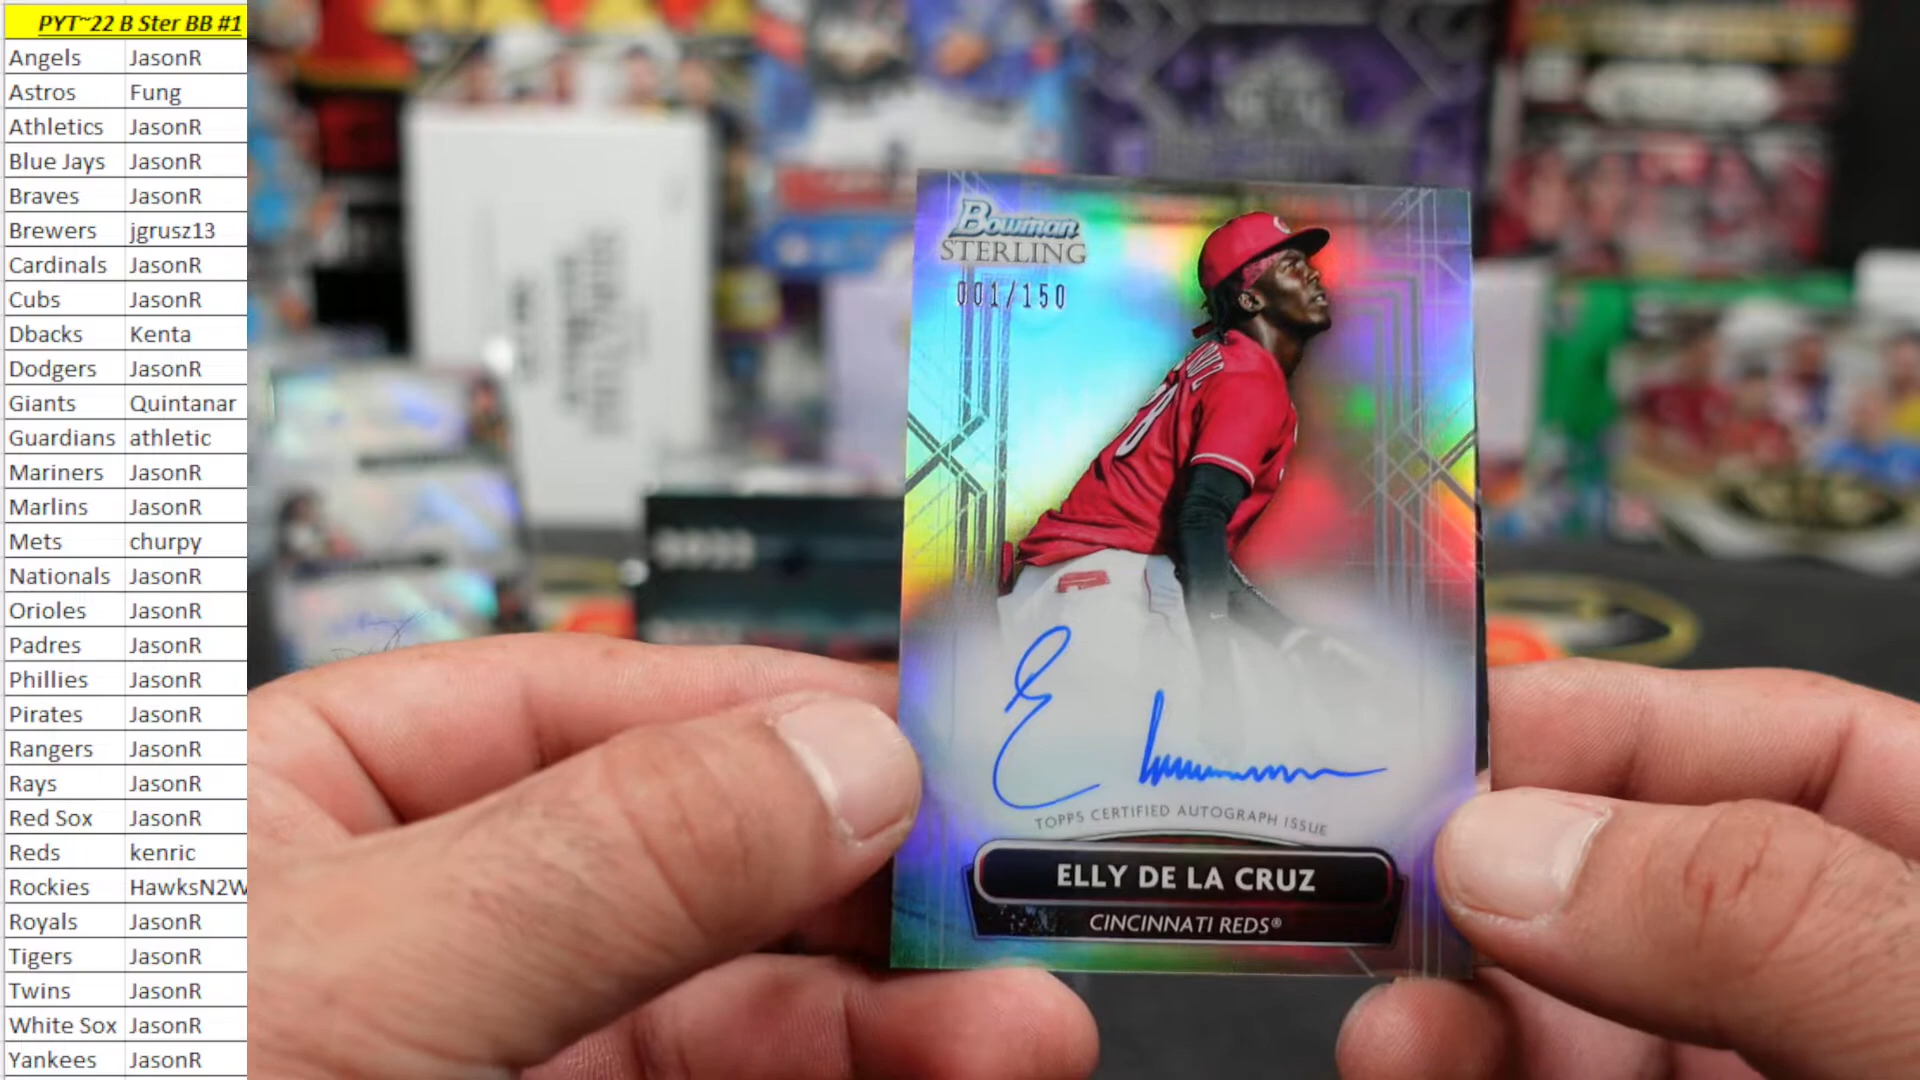 PYT~22 B Ster BB #1
Angels JasonR
Astros Fung
Athletics JasonR
Blue Jays JasonR
Braves JasonR
Brewers jgrusz13
Cardinals JasonR
Cubs JasonR
Dbacks Kenta
Dodgers JasonR
Giants Quintanar
Guardians athletic
Mariners JasonR
Marlins JasonR
Mets churpy
Nationals JasonR
Orioles JasonR
Padres JasonR
Phillies JasonR
Pirates JasonR
Rangers JasonR
Rays JasonR
Red Sox JasonR
Reds kenric
Rockies HawksN2W
Royals JasonR
Tigers JasonR
Twins JasonR
White Sox JasonR
Yankees JasonR
Bowman
STERLING
001/150
TOPPS CERTIFIED AUTOGRAPH ISSUE
ELLY DE LA CRUZ
CINCINNATI REDS®